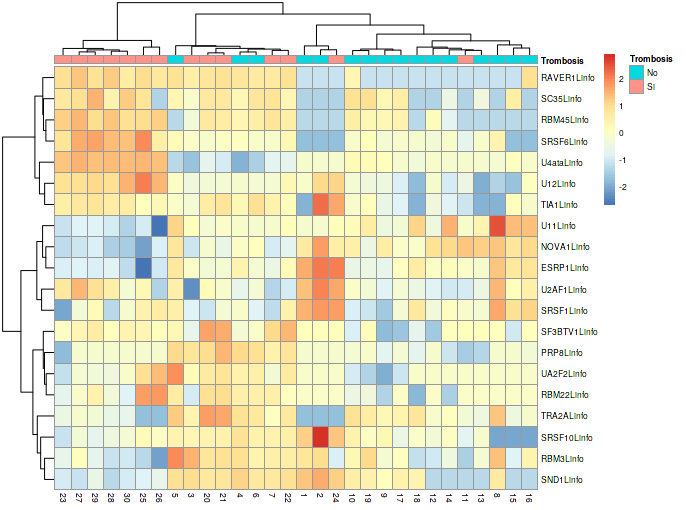 Trombosis
Trombosis
No
Si
2
1
0
-1
-2
RAVER1Linfo
SC35Linfo
RBM45Linfo
SRSF6Linfo
U4ataLinfo
U12Linfo
TIA1Linfo
U11Linfo
NOVA1Linfo
ESRP1Linfo
U2AF1Linfo
SRSF1Linfo
SF3BTV1Linfo
PRP8Linfo
UA2F2Linfo
RBM22Linfo
TRA2ALinfo
SRSF10Linfo
RBM3Linfo
SND1Linfo
23 27 29 28 30 25 26 5 3 20 21 4 6 7 22 1 2 24 10 19 9 17 18 12 14 11 13 8 15 16